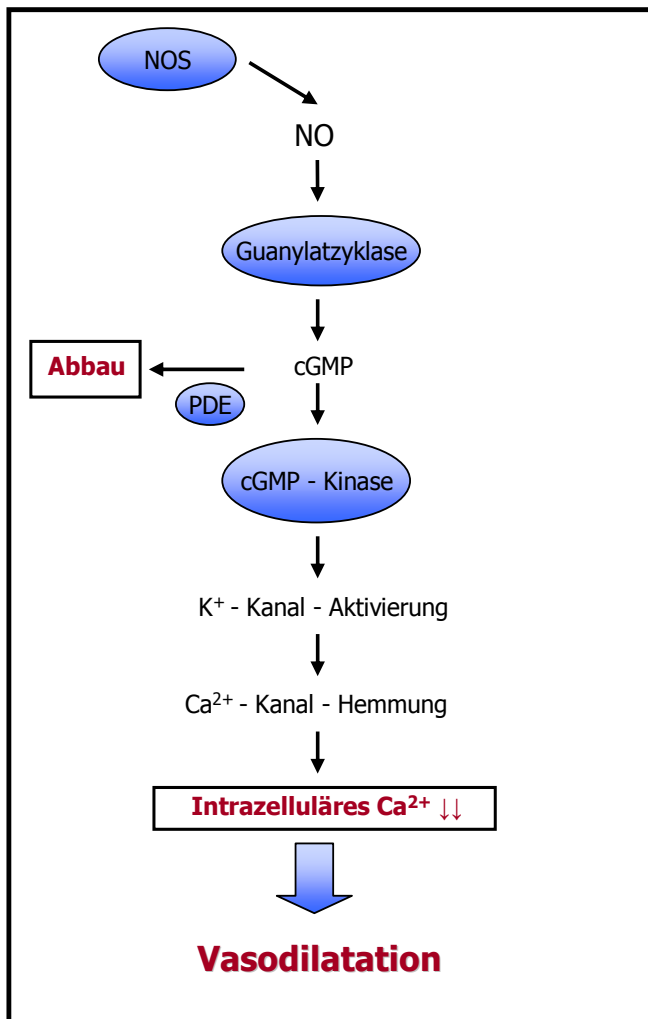 NOS
NO
Guanylatzyklase
Abbau
cGMP
PDE
cGMP - Kinase
K⁺ - Kanal - Aktivierung
Ca²⁺ - Kanal - Hemmung
Intrazelluläres Ca²⁺ ↓↓
Vasodilatation